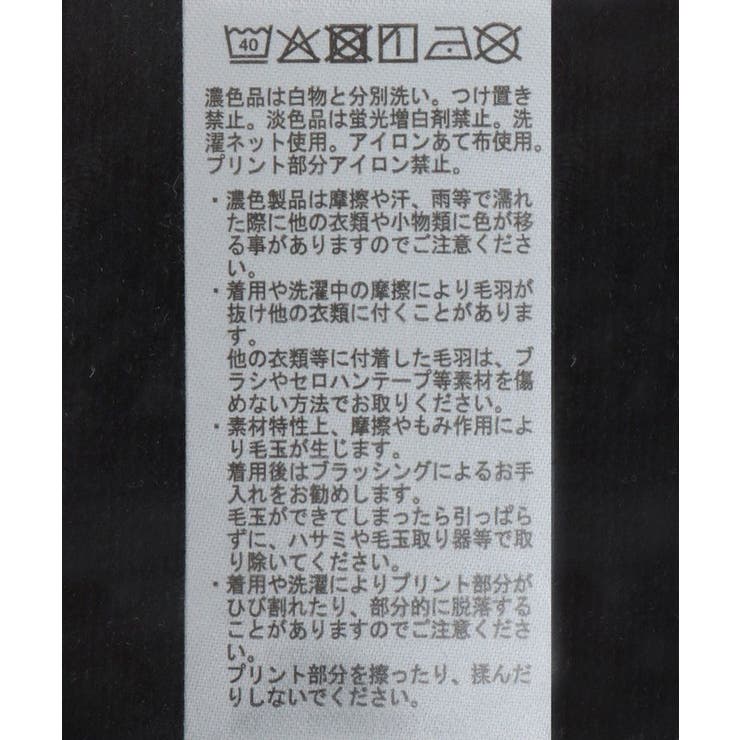 40
濃色品は白物と分別洗い。つけ置き
禁止。淡色品は蛍光増白剤禁止。洗
濯ネット使用。アイロンあて布使用。
プリント部分アイロン禁止。
・濃色製品は摩擦や汗、雨等で濡れ
た際に他の衣類や小物類に色が移
る事がありますのでご注意くださ
い。
・着用や洗濯中の摩擦により毛羽が
抜け他の衣類に付くことがありま
す。
他の衣類等に付着した毛羽は、ブ
ラシやセロハンテープ等素材を傷
めない方法でお取りください。
・素材特性上、摩擦やもみ作用によ
り毛玉が生じます。
着用後はブラッシングによるお手
入れをお勧めします。
毛玉ができてしまったら引っぱら
ずに、ハサミや毛玉取り器等で取
り除いてください。
・着用や洗濯によりプリント部分が
ひび割れたり、部分的に脱落する
ことがありますのでご注意くださ
い。
プリント部分を擦ったり、揉んだ
りしないでください。